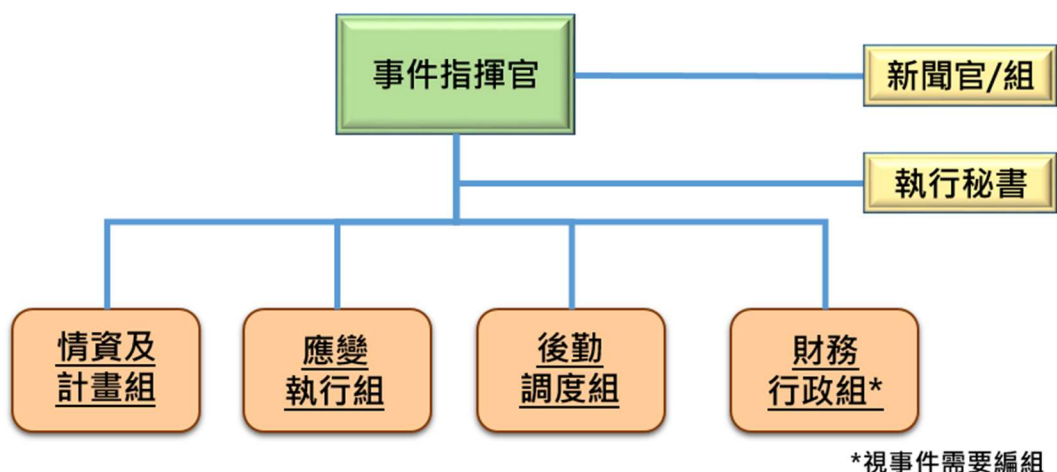 事件指揮官
新聞官/組
執行秘書
情資及
計畫組
應變
執行組
後勤
調度組
財務
行政組*
*視事件需要編組